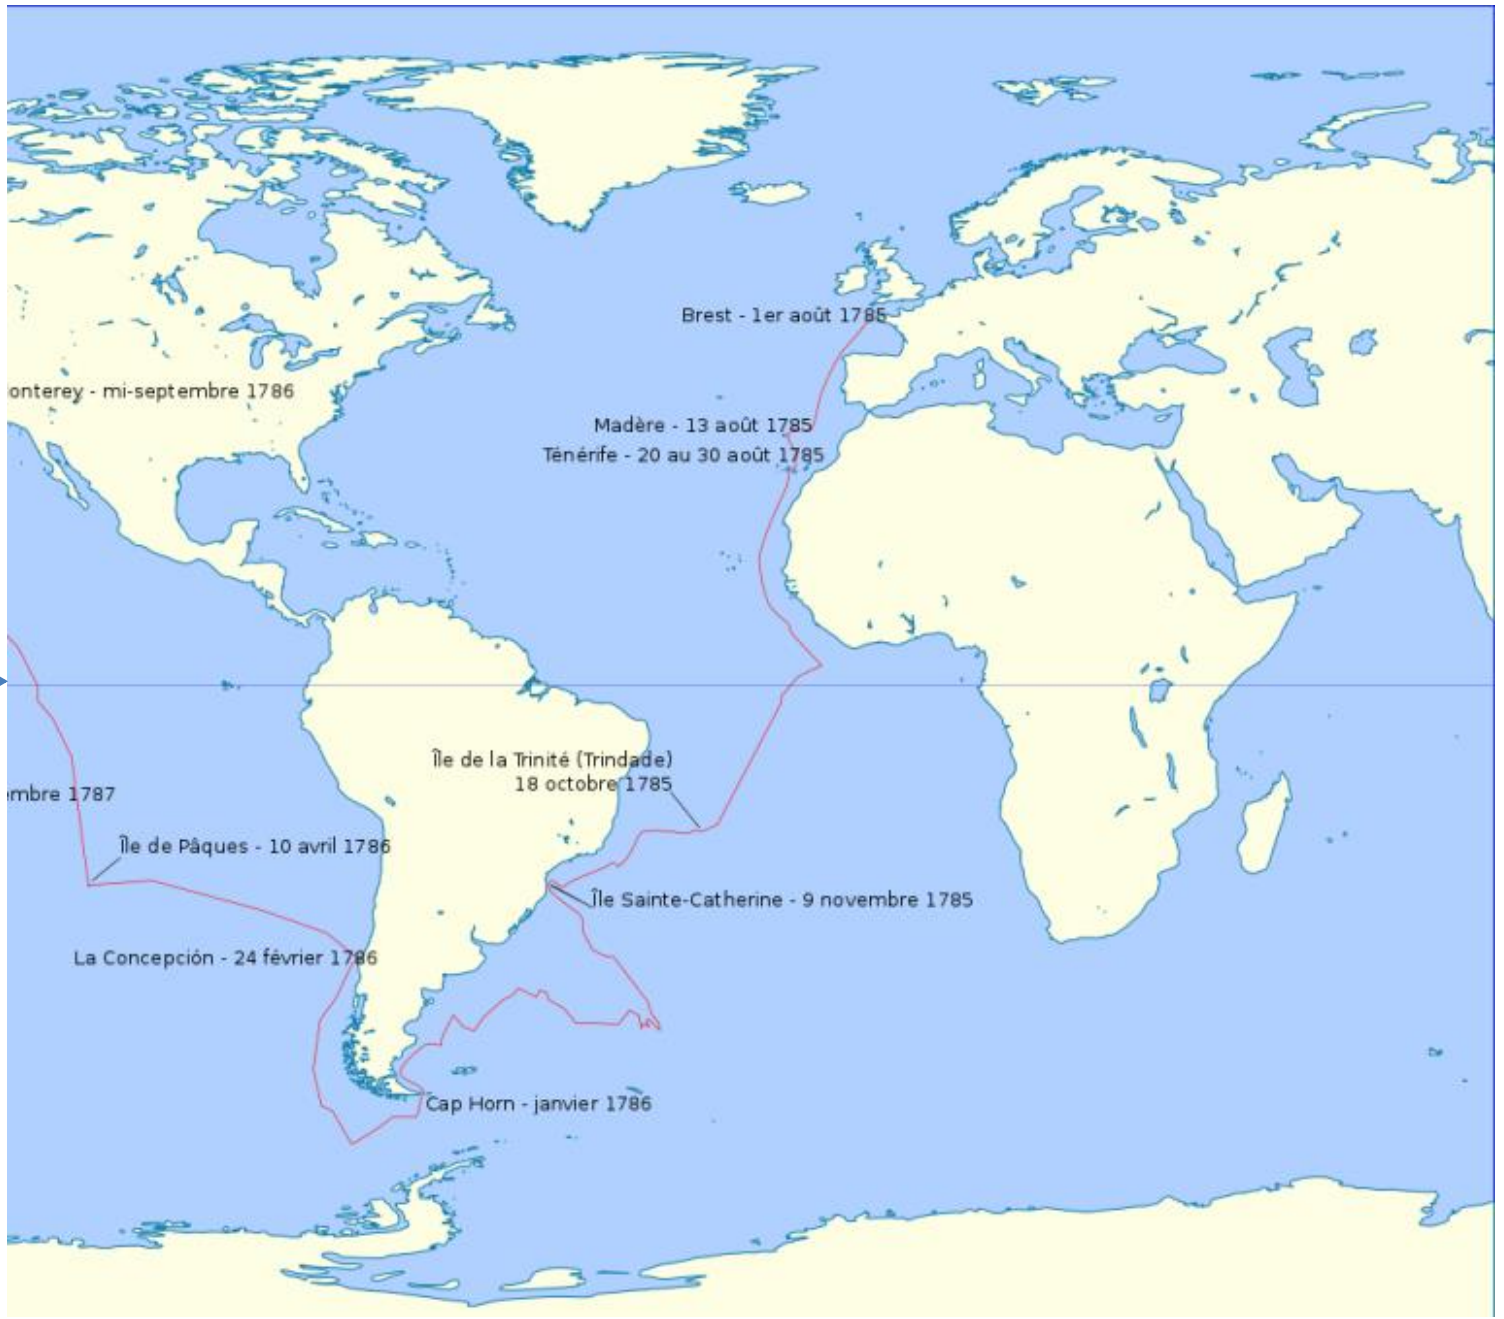 Brest - 1er août 1785
onterey - mi-septembre 1786
Madère - 13 août 1785
Ténérife - 20 au 30 août 1785
Île de la Trinité (Trindade)
18 octobre 1785
embre 1787
Île de Pâques - 10 avril 1786
Île Sainte-Catherine - 9 novembre 1785
La Concepción - 24 février 1786
Cap Horn - janvier 1786